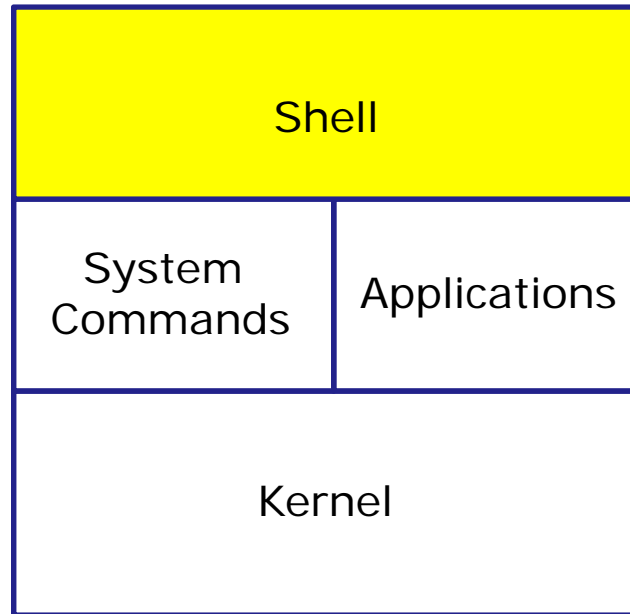 Shell
System
Commands
Applications
Kernel